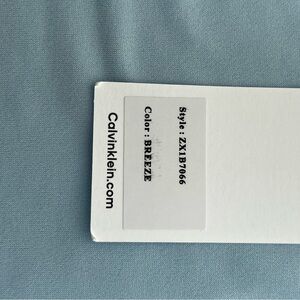 Style : ZX1B7066
Color : BREEZE
Calvinklein.com